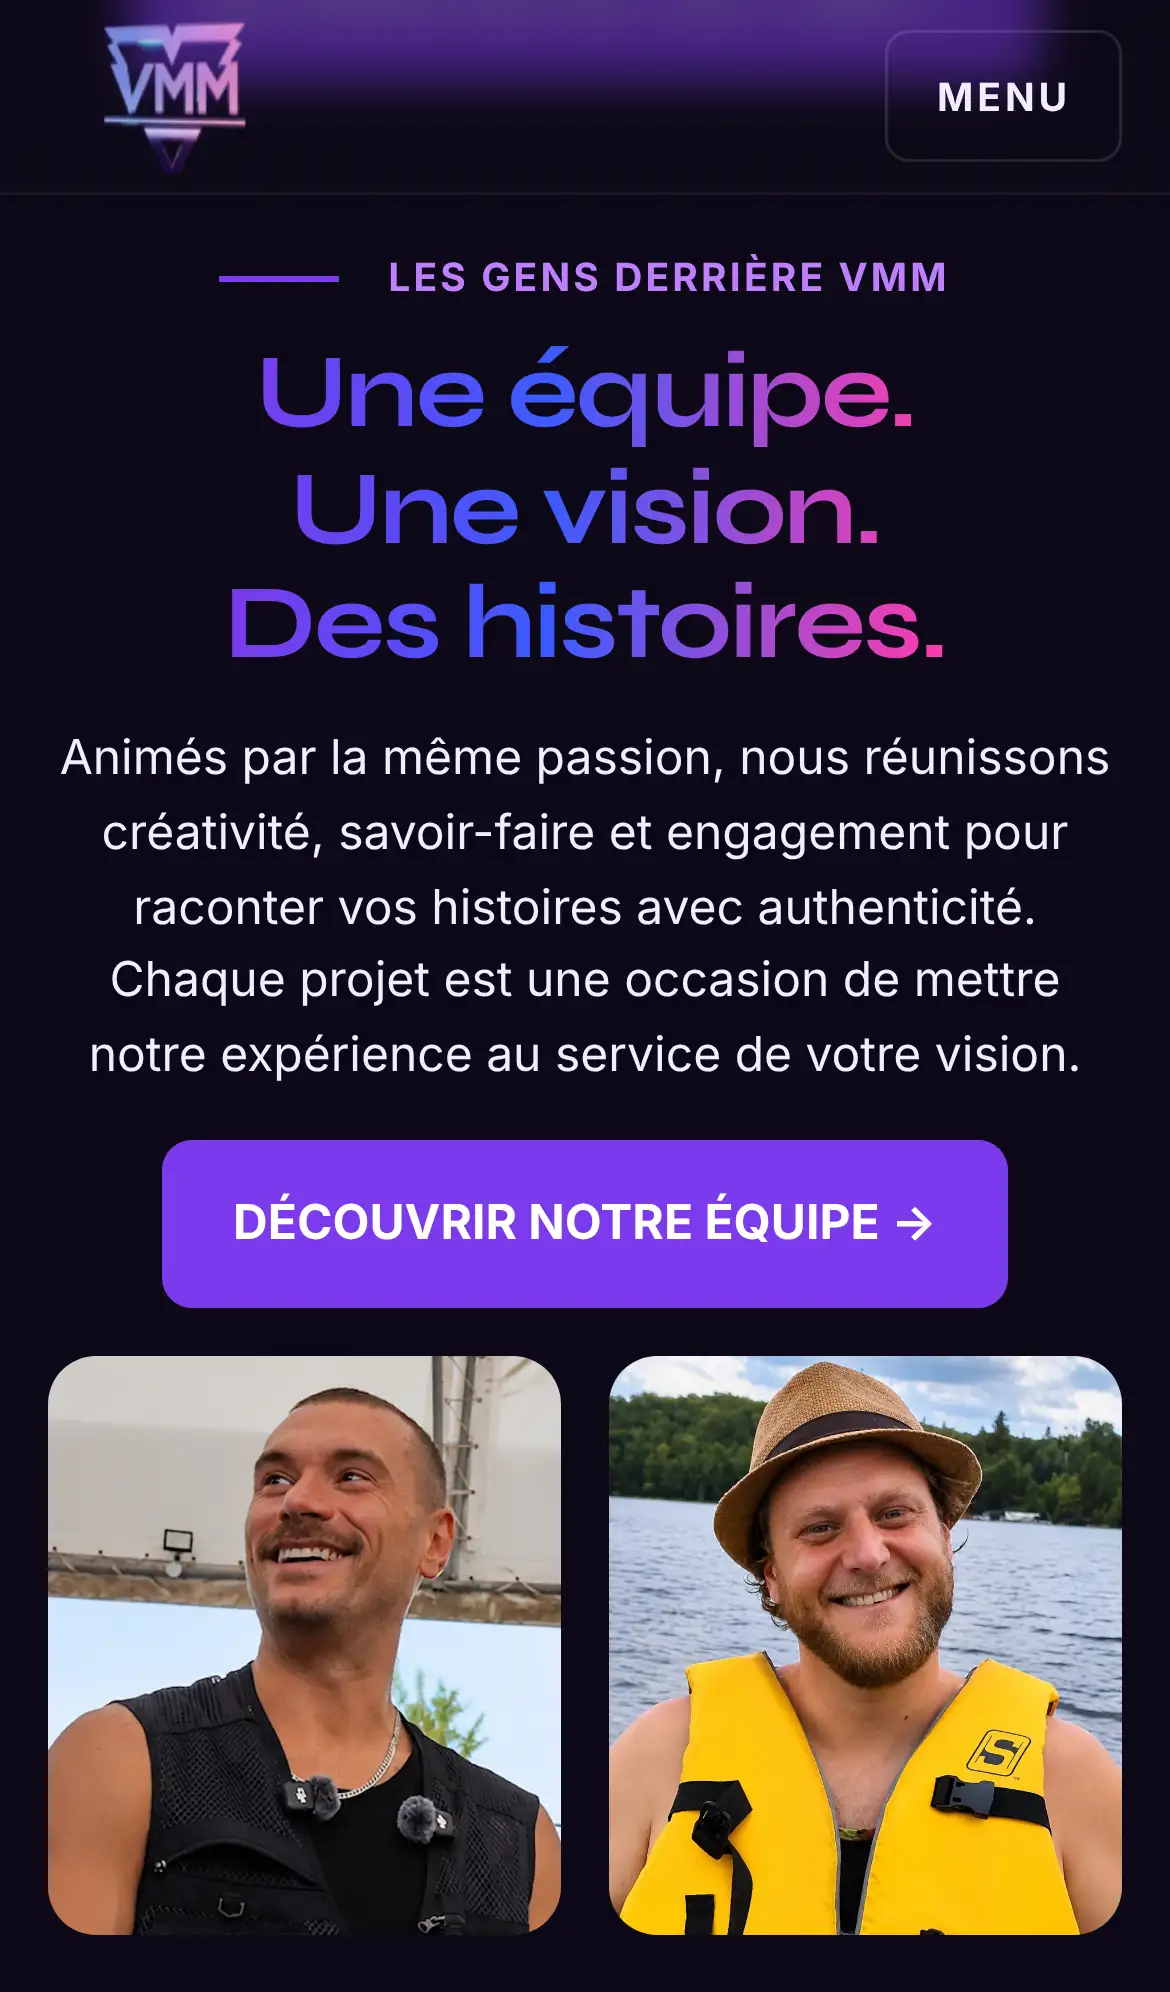 VMM
MENU
LES GENS DERRIÈRE VMM
Une équipe.
Une vision.
Des histoires.
Animés par la même passion, nous réunissons
créativité, savoir-faire et engagement pour
raconter vos histoires avec authenticité.
Chaque projet est une occasion de mettre
notre expérience au service de votre vision.
DÉCOUVRIR NOTRE ÉQUIPE →
S